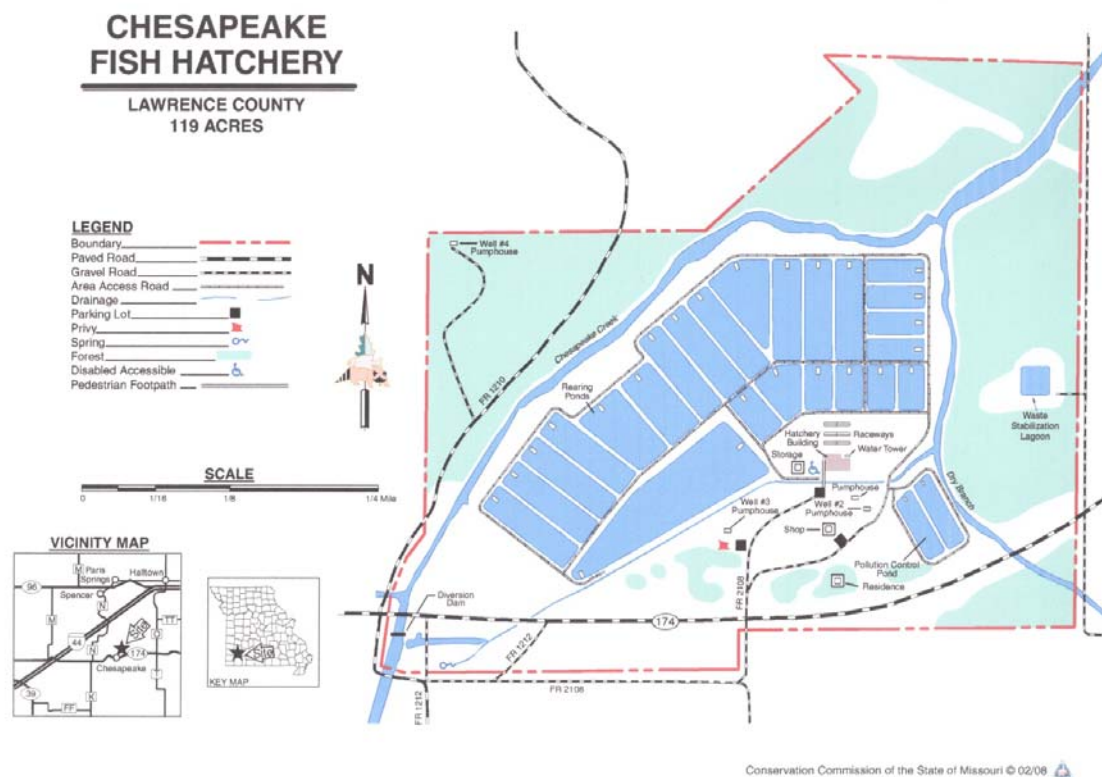 CHESAPEAKE
FISH HATCHERY
LAWRENCE COUNTY
119 ACRES
LEGEND
Boundary
Paved Road
Gravel Road
Area Access Road
Drainage
Parking Lot
Privy
Spring
Forest
Disabled Accessible
Pedestrian Footpath
N
SCALE
0 1/16 1/8 1/4 Mile
VICINITY MAP
M
Paris
Springs
Halltown
96
Spencer
N
M
44
N
Site
O
TT
174
Chesapeake
T
39
K
FF
Site
KEY MAP
Well #4
Pumphouse
FR 1210
Chesapeake Creek
Rearing
Ponds
Hatchery
Building
Raceways
Water Tower
Storage
Pumphouse
Well #3
Pumphouse
Well #2
Pumphouse
Shop
Dry Branch
Waste
Stabilization
Lagoon
Pollution Control
Pond
Residence
FR 2108
Diversion
Dam
174
FR 1212
FR 2108
FR 1212
Conservation Commission of the State of Missouri © 02/08